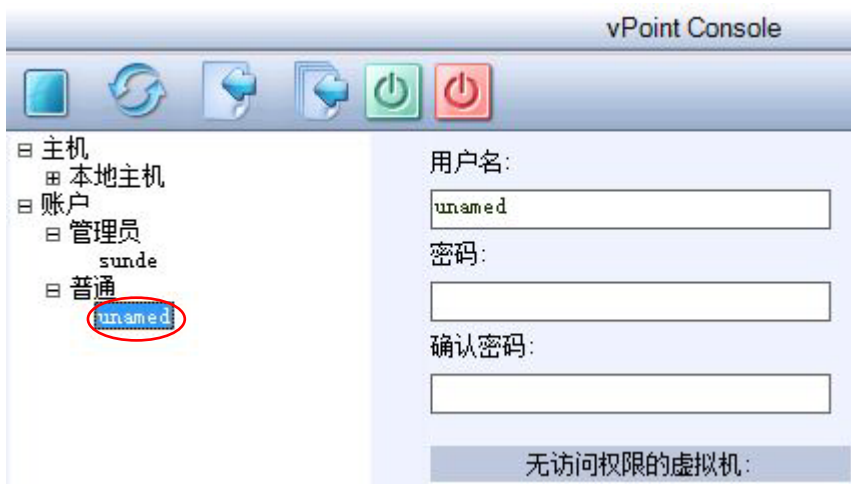 vPoint Console
主机
本地主机
账户
管理员
sunde
普通
unamed
用户名:
unamed
密码:
确认密码:
无访问权限的虚拟机: